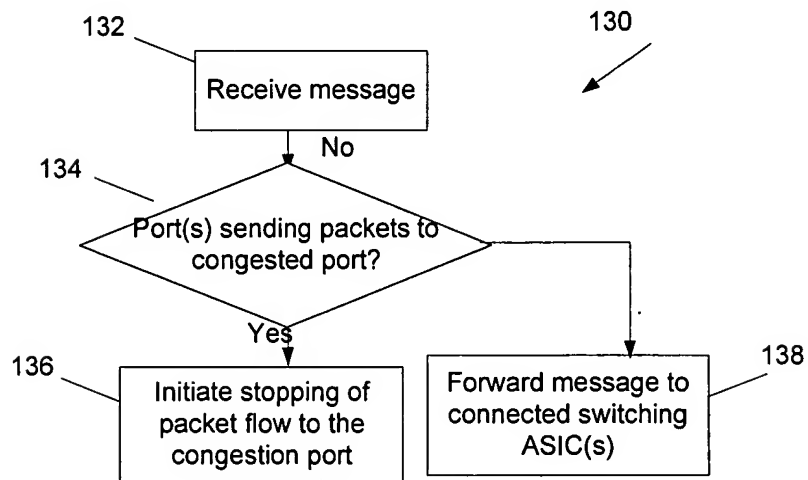 132
130
Receive message
No
134
Port(s) sending packets to
congested port?
Yes
136
138
Initiate stopping of
packet flow to the
congestion port
Forward message to
connected switching
ASIC(s)